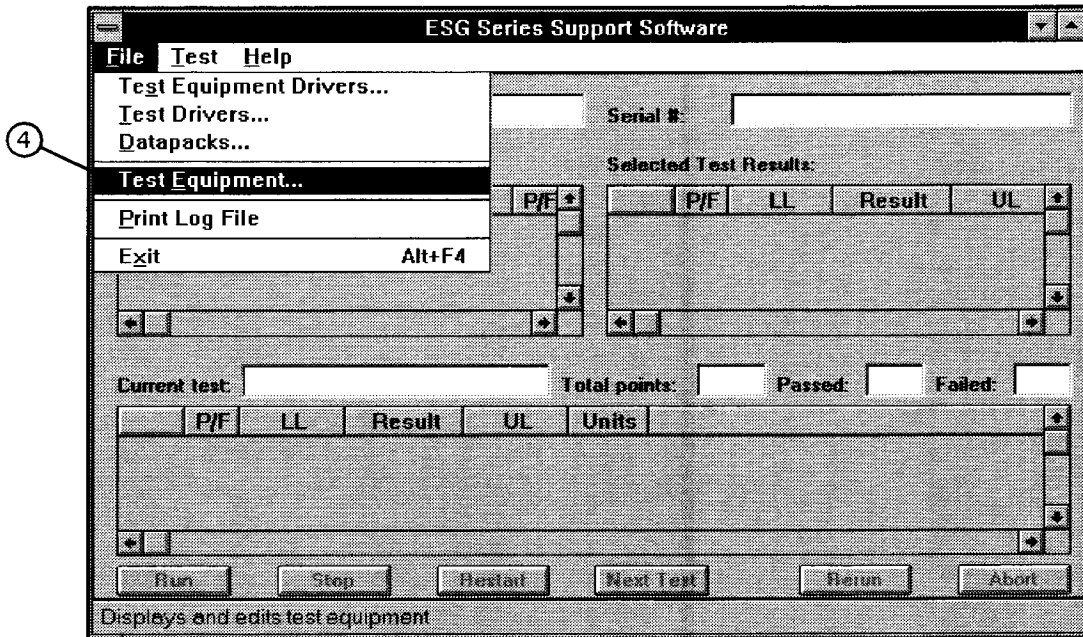 ESG Series Support Software
File Test Help
Test Equipment Drivers...
Test Drivers...
Datapacks...
4
Test Equipment...
Print Log File
Exit Alt+F4
Serial #:
Selected Test Results:
P/F
P/F LL Result UL
Current test: Total points: Passed: Failed:
P/F LL Result UL Units
Run Stop Restart Next Test Rerun Abort
Displays and edits test equipment